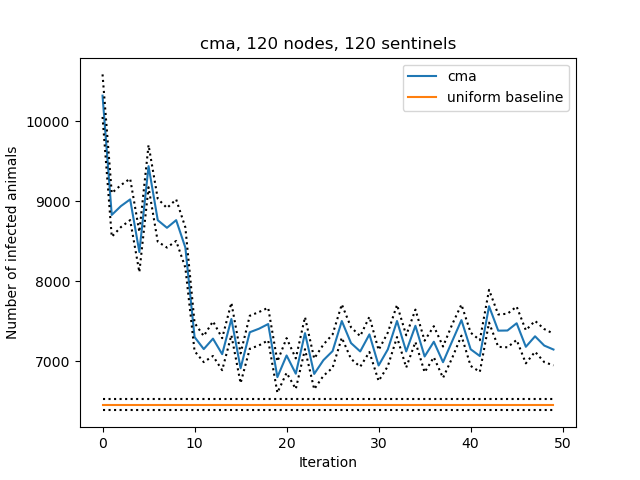 cma, 120 nodes, 120 sentinels
cma
uniform baseline
Number of infected animals
10000
9000
8000
7000
0 10 20 30 40 50
Iteration